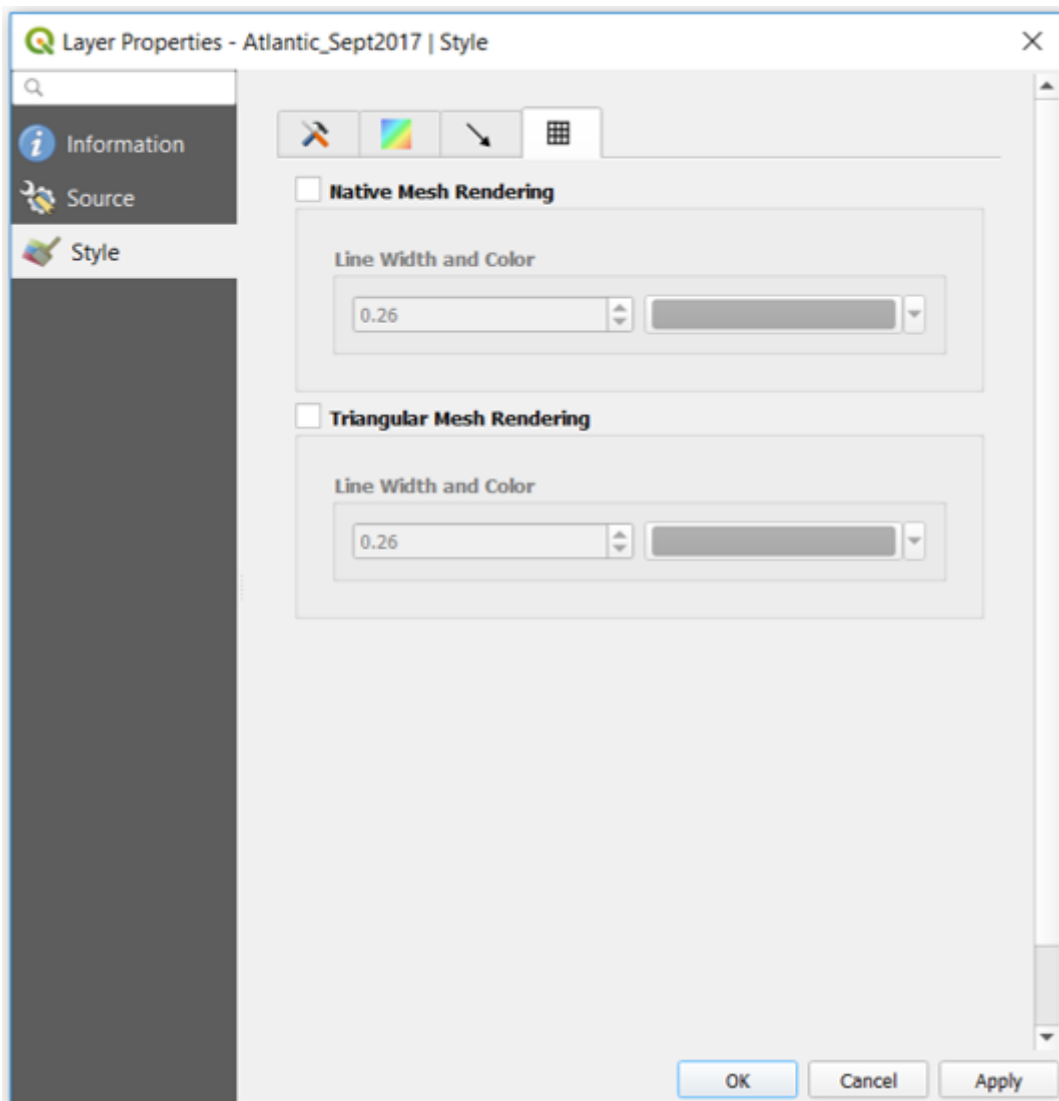 Layer Properties - Atlantic_Sept2017 | Style
Information
Source
Style
Native Mesh Rendering
Line Width and Color
0.26
Triangular Mesh Rendering
Line Width and Color
0.26
OK Cancel Apply